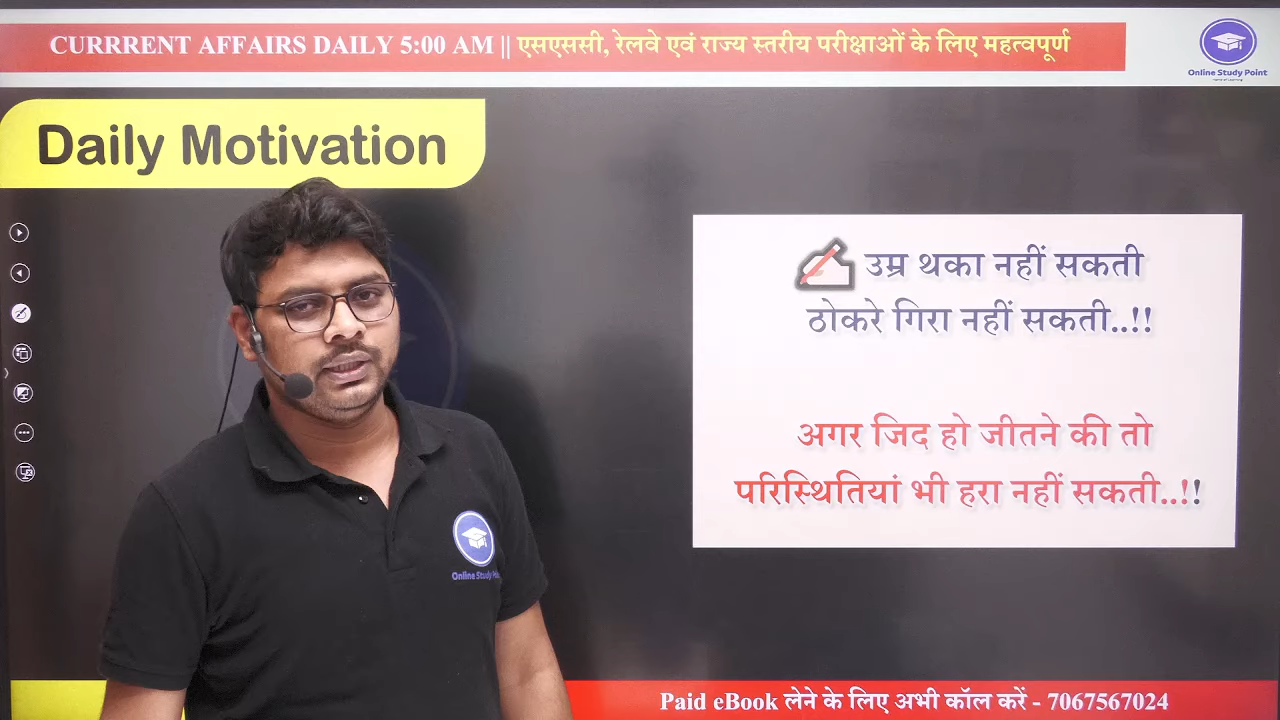 CURRRENT AFFAIRS DAILY 5:00 AM || एसएससी, रेलवे एवं राज्य स्तरीय परीक्षाओं के लिए महत्वपूर्ण
Online Study Point
Daily Motivation
उम्र थका नहीं सकती
ठोकरे गिरा नहीं सकती..!!
अगर जिद हो जीतने की तो
परिस्थितियां भी हरा नहीं सकती..!!
Online Study Point
Paid eBook लेने के लिए अभी कॉल करें - 7067567024